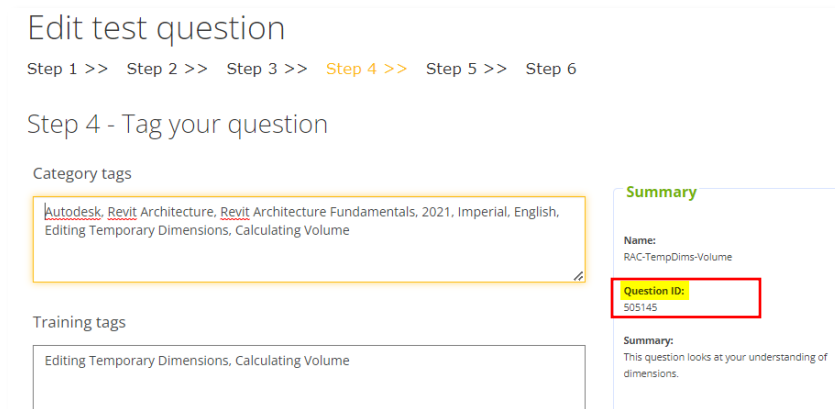 Edit test question
Step 1 >> Step 2 >> Step 3 >> Step 4 >> Step 5 >> Step 6
Step 4 - Tag your question
Category tags
Autodesk, Revit Architecture, Revit Architecture Fundamentals, 2021, Imperial, English,
Editing Temporary Dimensions, Calculating Volume
Training tags
Editing Temporary Dimensions, Calculating Volume
Summary
Name:
RAC-TempDims-Volume
Question ID:
505145
Summary:
This question looks at your understanding of
dimensions.